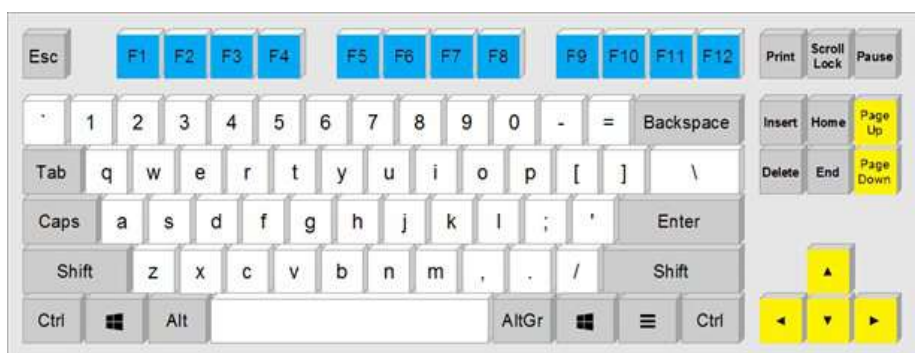 Esc F1 F2 F3 F4 F5 F6 F7 F8 F9 F10 F11 F12 Print Scroll Lock Pause
` 1 2 3 4 5 6 7 8 9 0 - = Backspace Insert Home Page Up
Tab q w e r t y u i o p [ ] \ Delete End Page Down
Caps a s d f g h j k l ; ' Enter
Shift z x c v b n m , . / Shift ▲
Ctrl Alt AltGr ☰ Ctrl ◄ ▼ ►